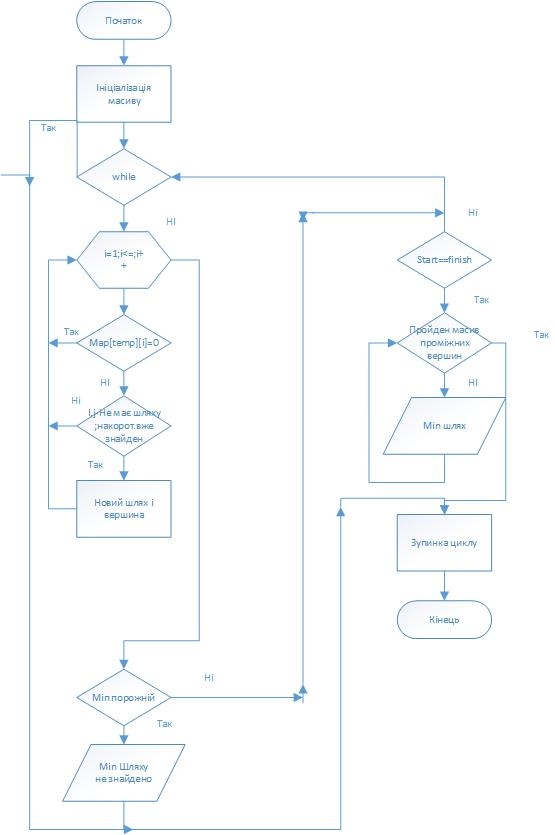 Початок
Ініціалізація
масиву
Так
while
НІ
i=1;i<=;i+
+
Так
Map[temp][i]=0
НІ
Ні
I.j-Не має шляху
;накорот.вже
знайден
Так
Новий шлях і
вершина
Ні
Min порожній
Так
Min Шляху
не знайдено
Ні
Start==finish
Так
Пройден масив
проміжних
вершин
Так
НІ
Min шлях
Зупинка циклу
Кінець